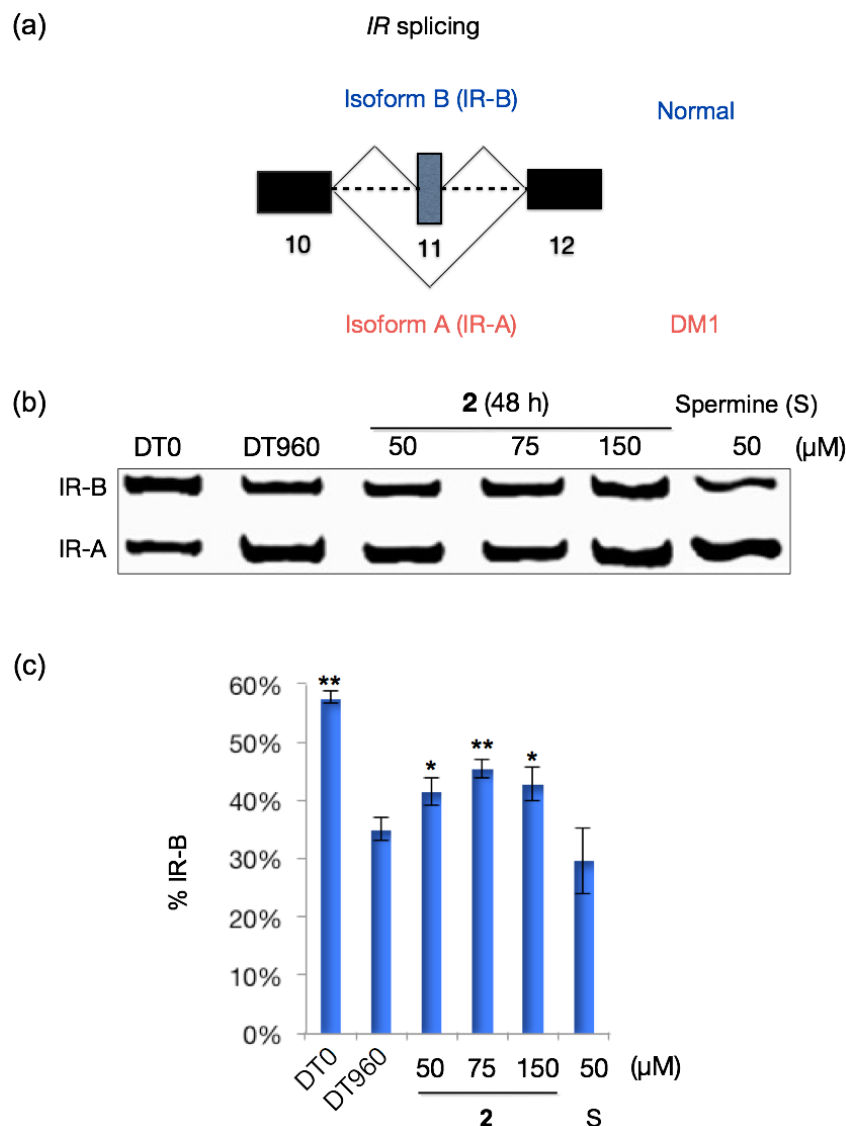 (a)
IR splicing
Isoform B (IR-B) Normal
10 11 12
Isoform A (IR-A) DM1
(b)
2 (48 h) Spermine (S)
DT0 DT960 50 75 150 50 (µM)
IR-B
IR-A
(c)
60%
50%
40%
30%
20%
10%
0%
% IR-B
** * ** *
DT0 DT960 50 75 150 50 (µM)
2 S